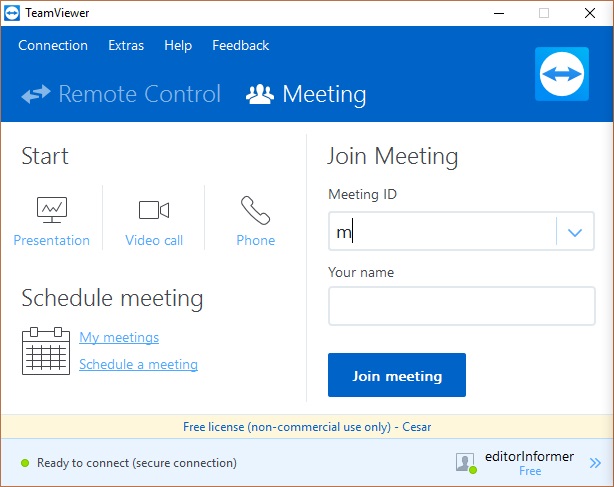 TeamViewer
Connection Extras Help Feedback
Remote Control Meeting
Start
Presentation Video call Phone
Schedule meeting
My meetings
Schedule a meeting
Join Meeting
Meeting ID
m
Your name
Join meeting
Free license (non-commercial use only) - Cesar
Ready to connect (secure connection)
editorInformer
Free